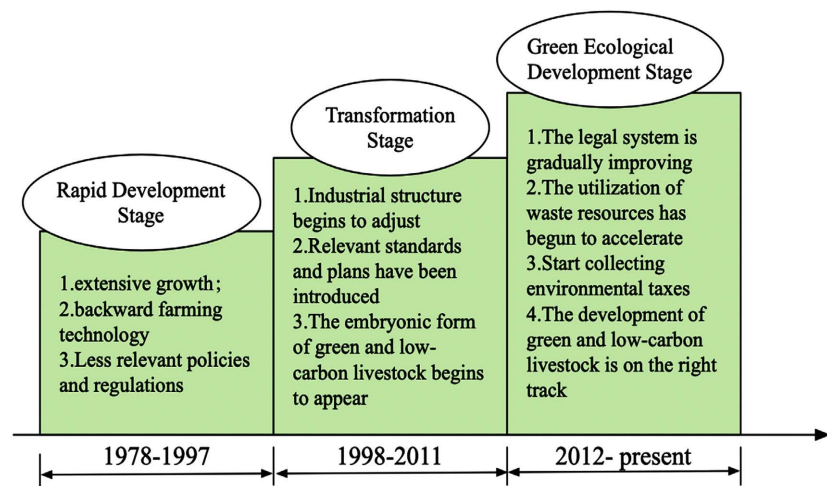 Rapid Development
Stage
1.extensive growth;
2.backward farming
technology
3.Less relevant policies
and regulations
1978-1997
Transformation
Stage
1.Industrial structure
begins to adjust
2.Relevant standards
and plans have been
introduced
3.The embryonic form
of green and low-
carbon livestock begins
to appear
1998-2011
Green Ecological
Development Stage
1.The legal system is
gradually improving
2.The utilization of
waste resources has
begun to accelerate
3.Start collecting
environmental taxes
4.The development of
green and low-carbon
livestock is on the right
track
2012- present